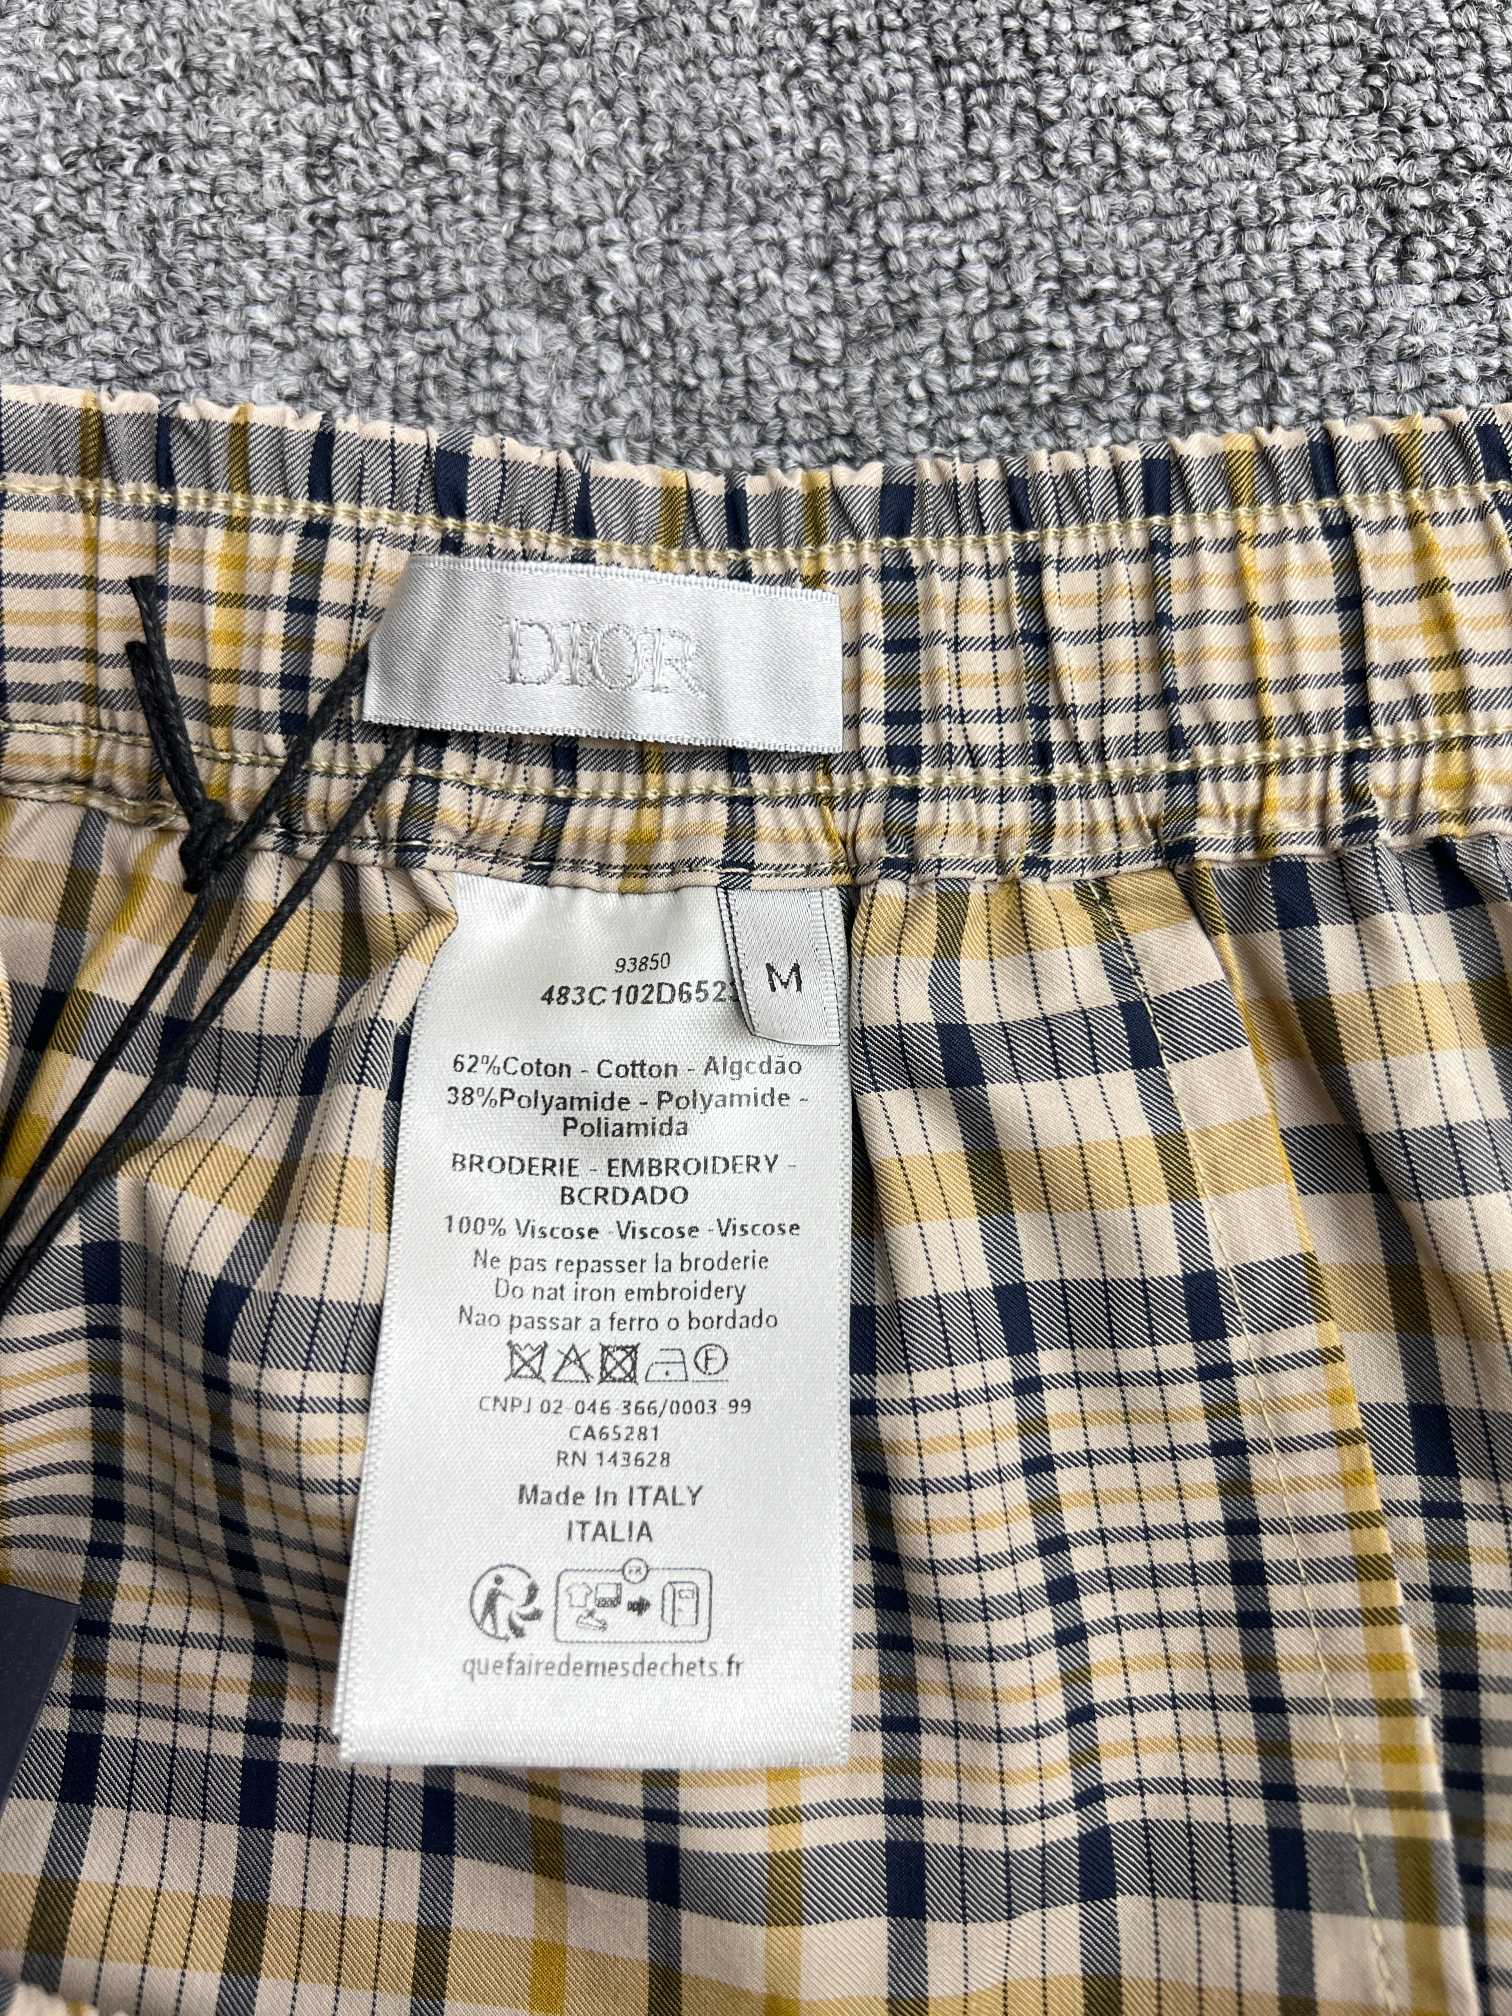 DIOR
M
93850
483C102D652
62%Coton - Cotton - Algcdão
38%Polyamide - Polyamide -
Poliamida
BRODERIE - EMBROIDERY -
BCRDADO
100% Viscose -Viscose -Viscose
Ne pas repasser la broderie
Do nat iron embroidery
Nao passar a ferro o bordado
F
CNPJ 02-046-366/0003-99
CA65281
RN 143628
Made In ITALY
ITALIA
FR
quefairedemesdechets.fr